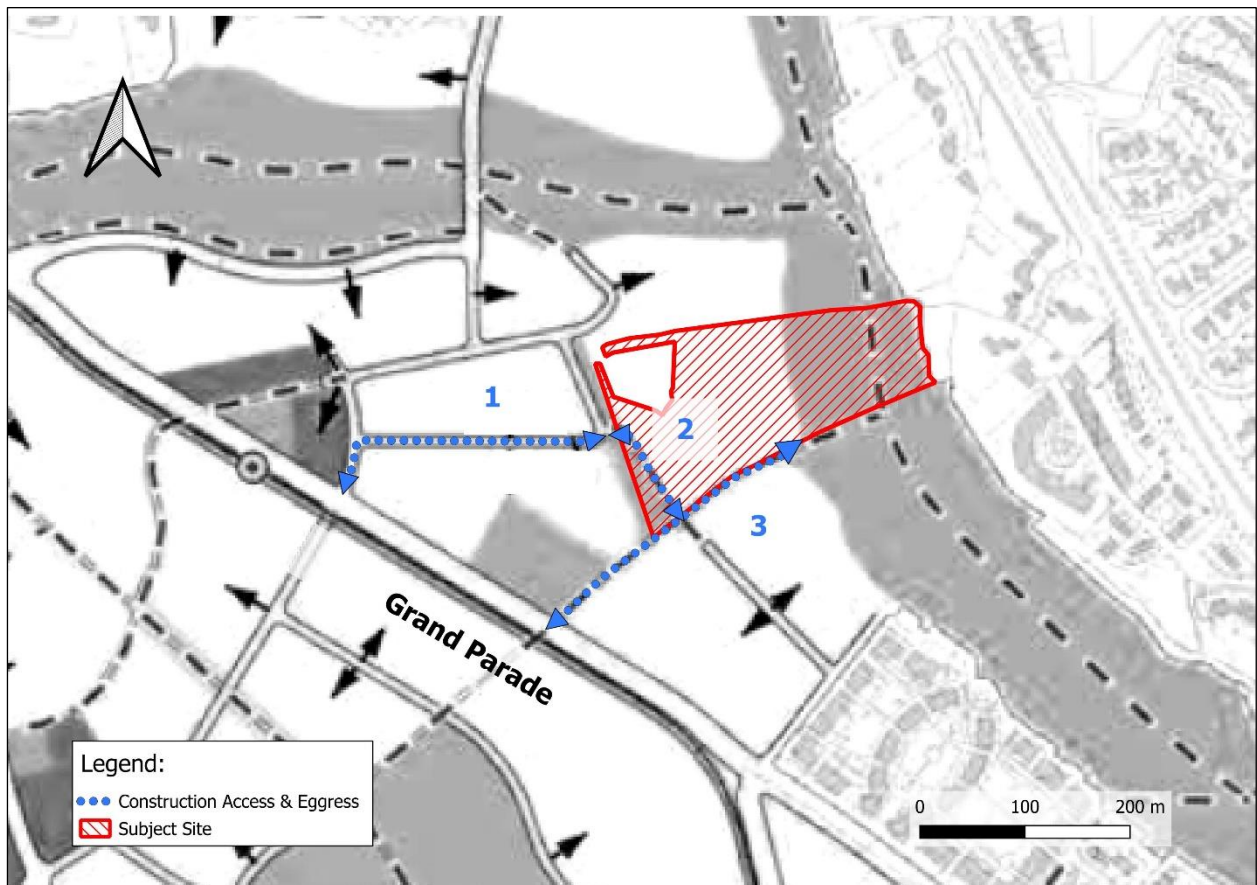 1
2
3
Grand Parade
Legend:
Construction Access & Eggress
Subject Site
0 100 200 m